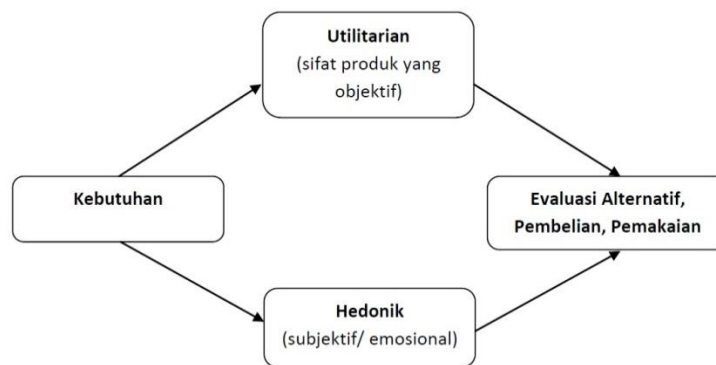 Utilitarian
(sifat produk yang
objektif)
Kebutuhan
Evaluasi Alternatif,
Pembelian, Pemakaian
Hedonik
(subjektif/ emosional)